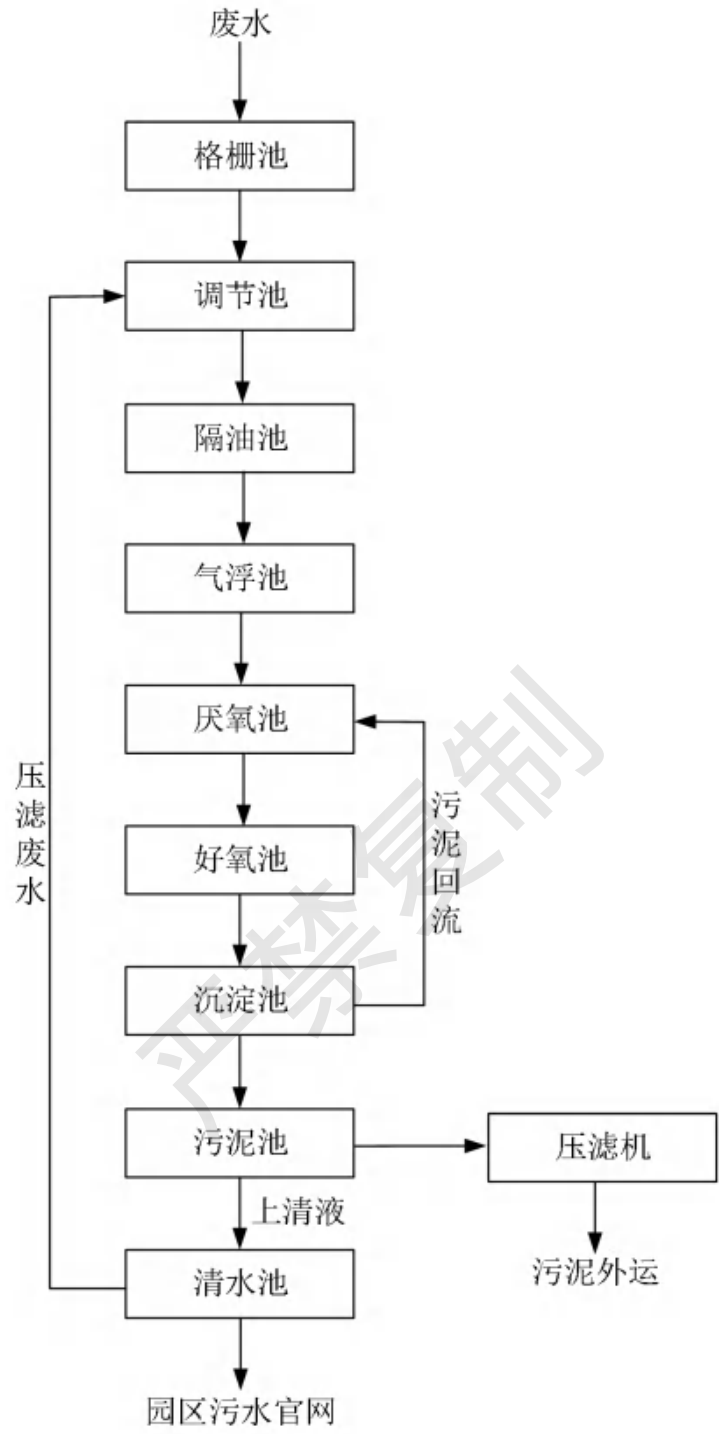 废水
格栅池
调节池
隔油池
气浮池
厌氧池
压滤废水
污泥回流
好氧池
沉淀池
污泥池
压滤机
上清液
清水池
污泥外运
园区污水官网
严禁复制